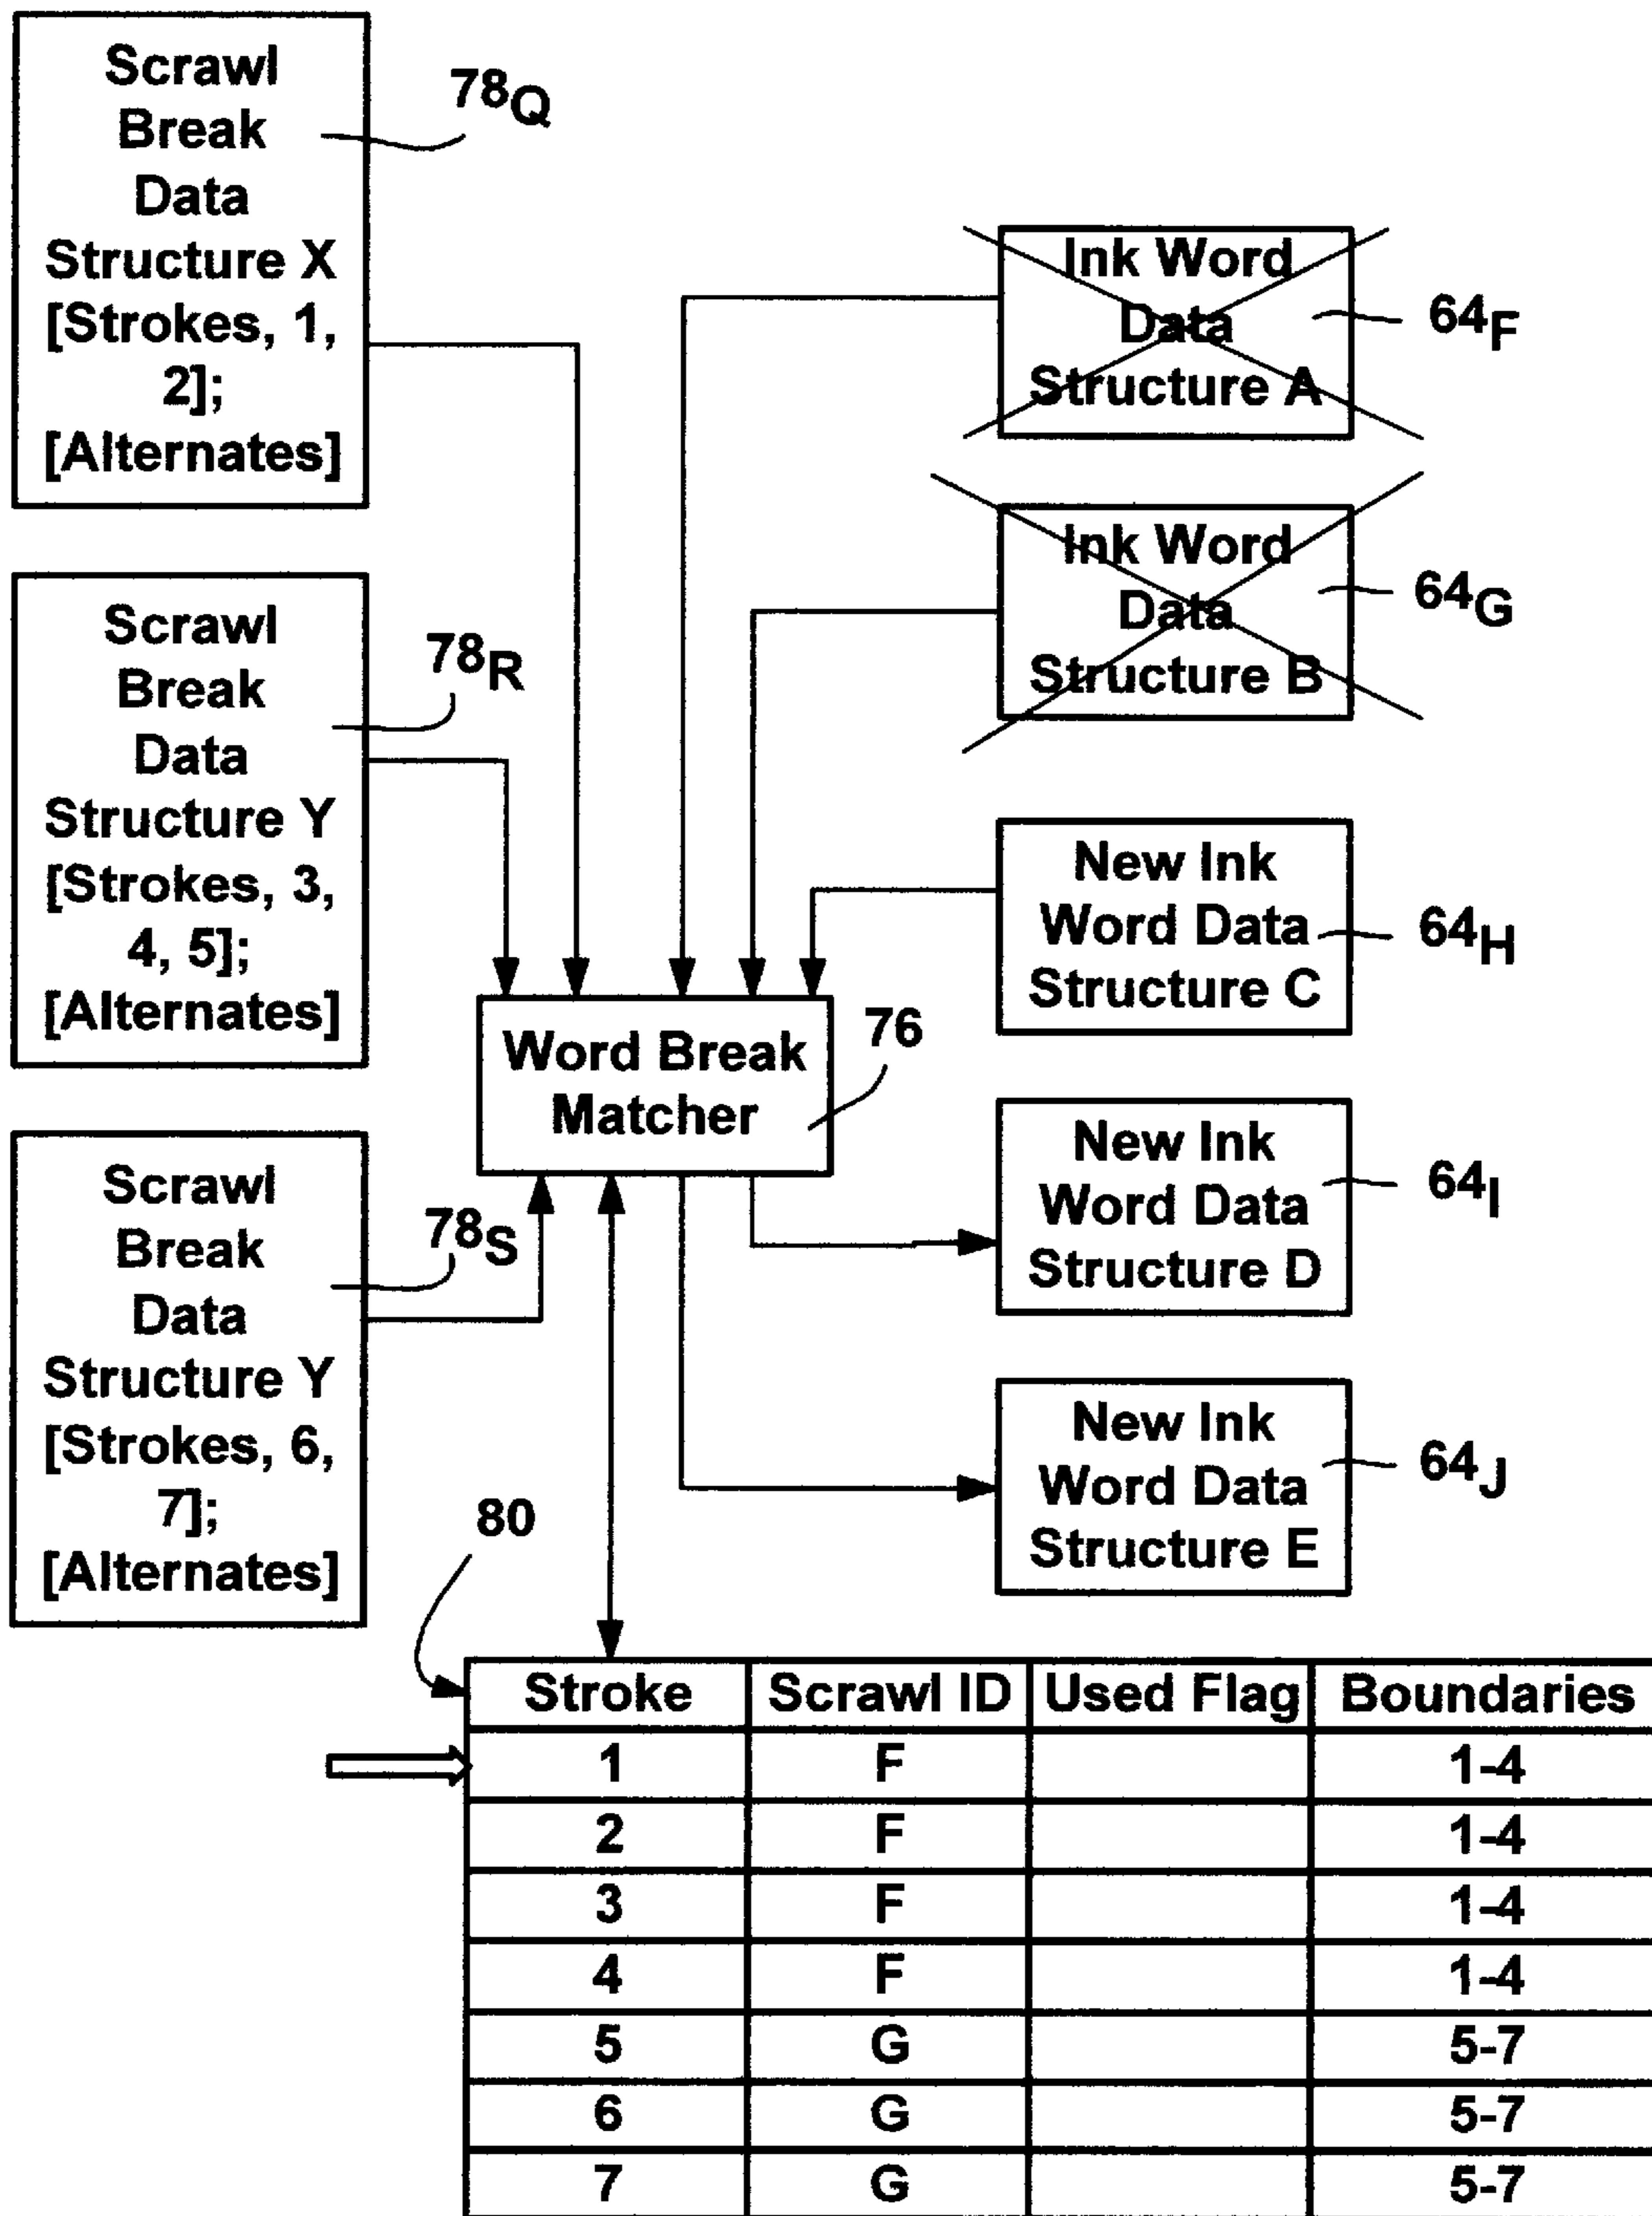 Scrawl
Break
Data
Structure X
[Strokes, 1,
2];
[Alternates]
78Q
Scrawl
Break
Data
Structure Y
[Strokes, 3,
4, 5];
[Alternates]
78R
Scrawl
Break
Data
Structure Y
[Strokes, 6,
7];
[Alternates]
78S
Ink Word
Data
Structure A
64F
Ink Word
Data
Structure B
64G
New Ink
Word Data
Structure C
64H
Word Break
Matcher
76
New Ink
Word Data
Structure D
64I
New Ink
Word Data
Structure E
64J
80
Stroke Scrawl ID Used Flag Boundaries
1 F 1-4
2 F 1-4
3 F 1-4
4 F 1-4
5 G 5-7
6 G 5-7
7 G 5-7